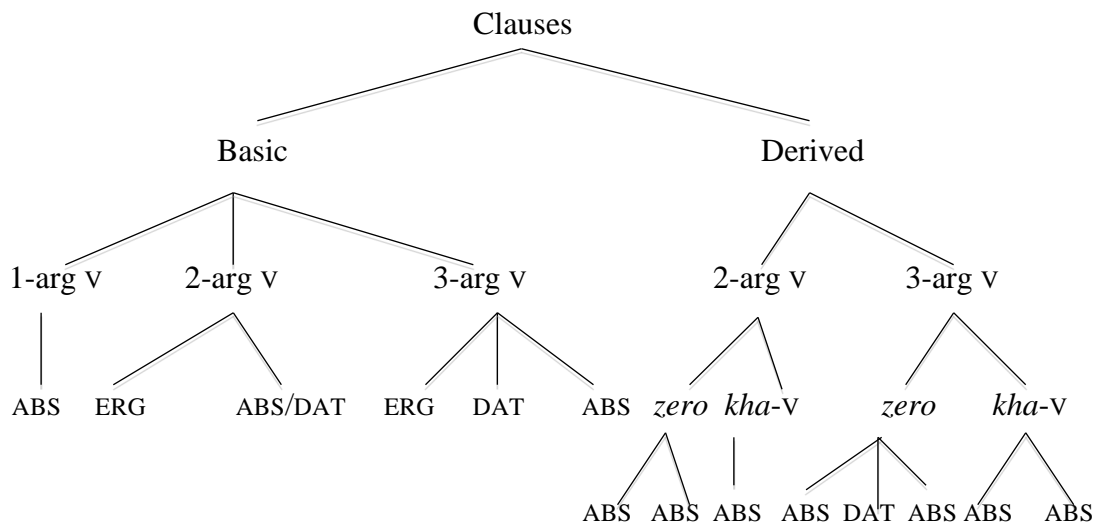 Clauses
Basic Derived
1-arg V 2-arg V 3-arg V 2-arg V 3-arg V
ABS ERG ABS/DAT ERG DAT ABS zero kha-V zero kha-V
ABS ABS ABS ABS DAT ABS ABS ABS